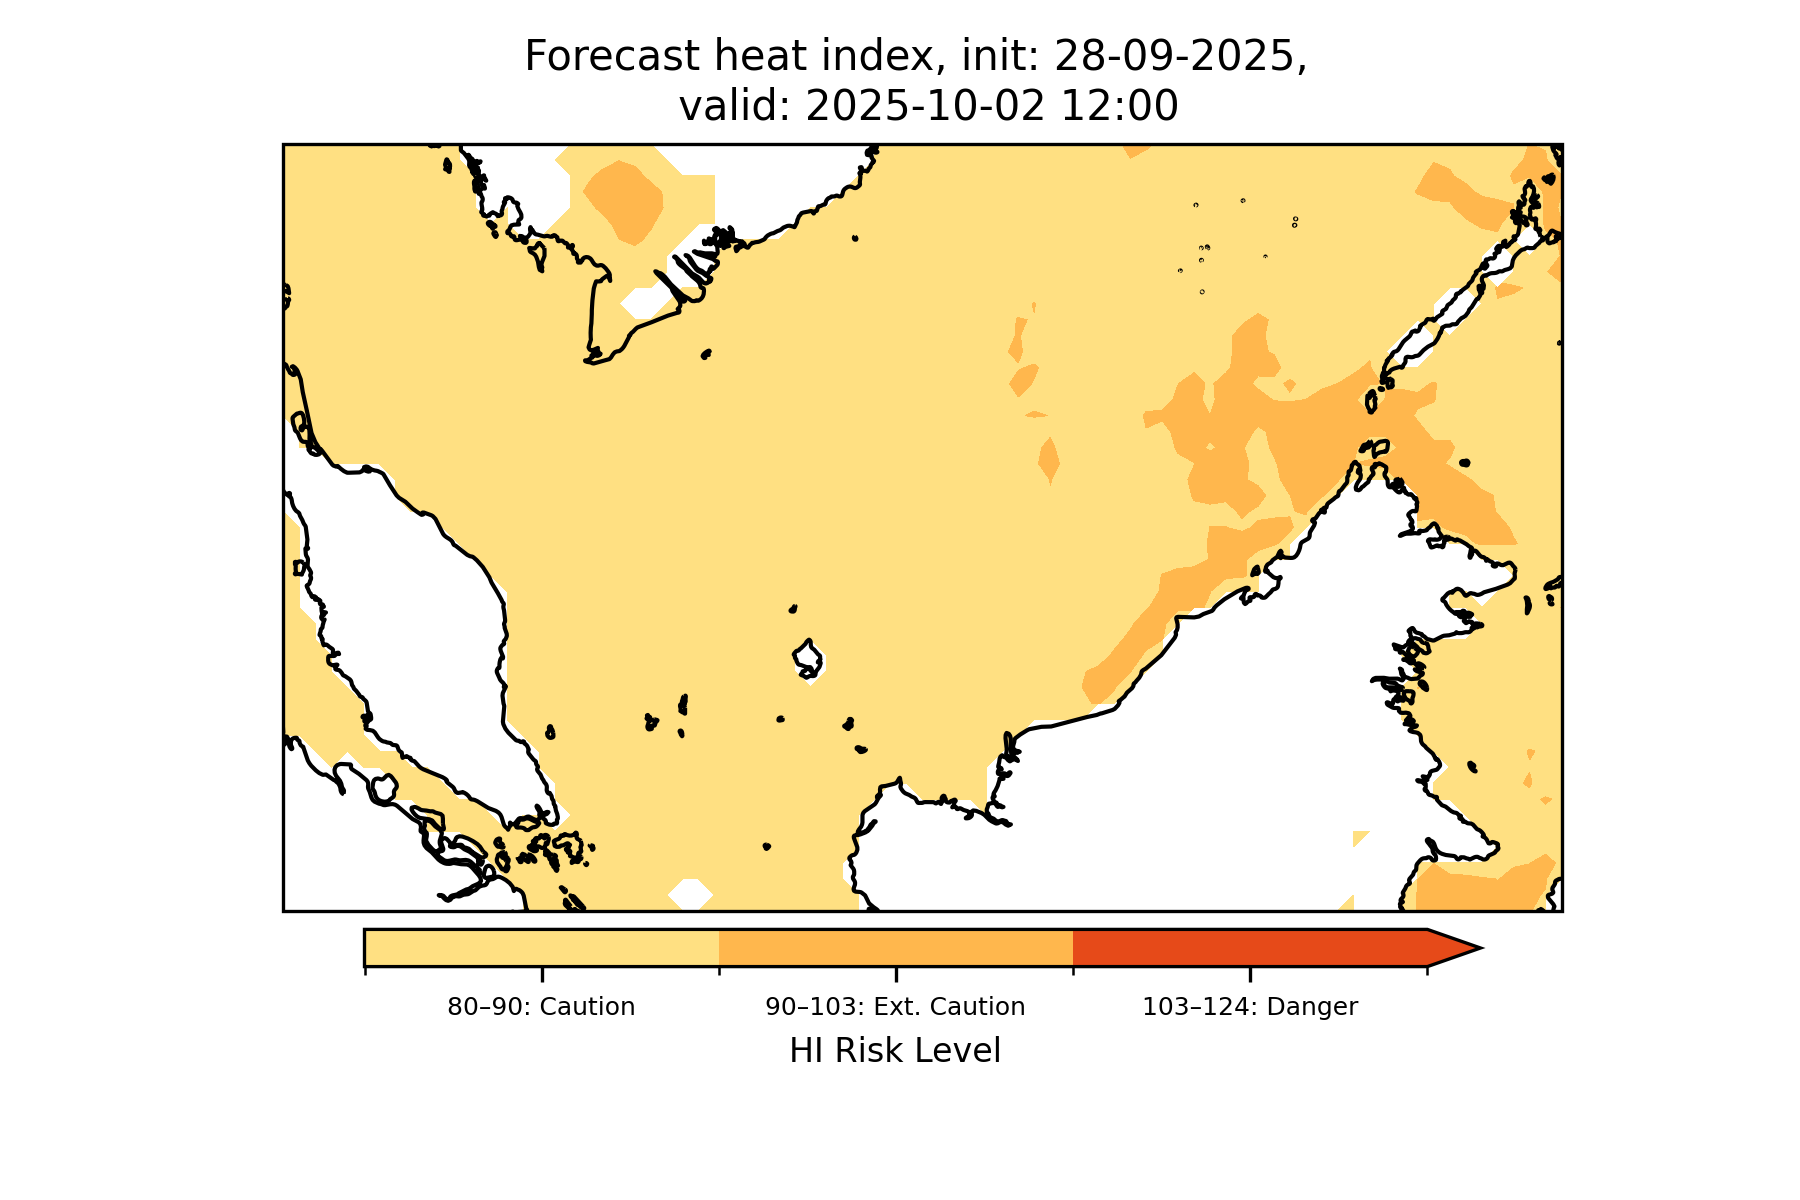 Forecast heat index, init: 28-09-2025,
valid: 2025-10-02 12:00
80–90: Caution
90–103: Ext. Caution
103–124: Danger
HI Risk Level